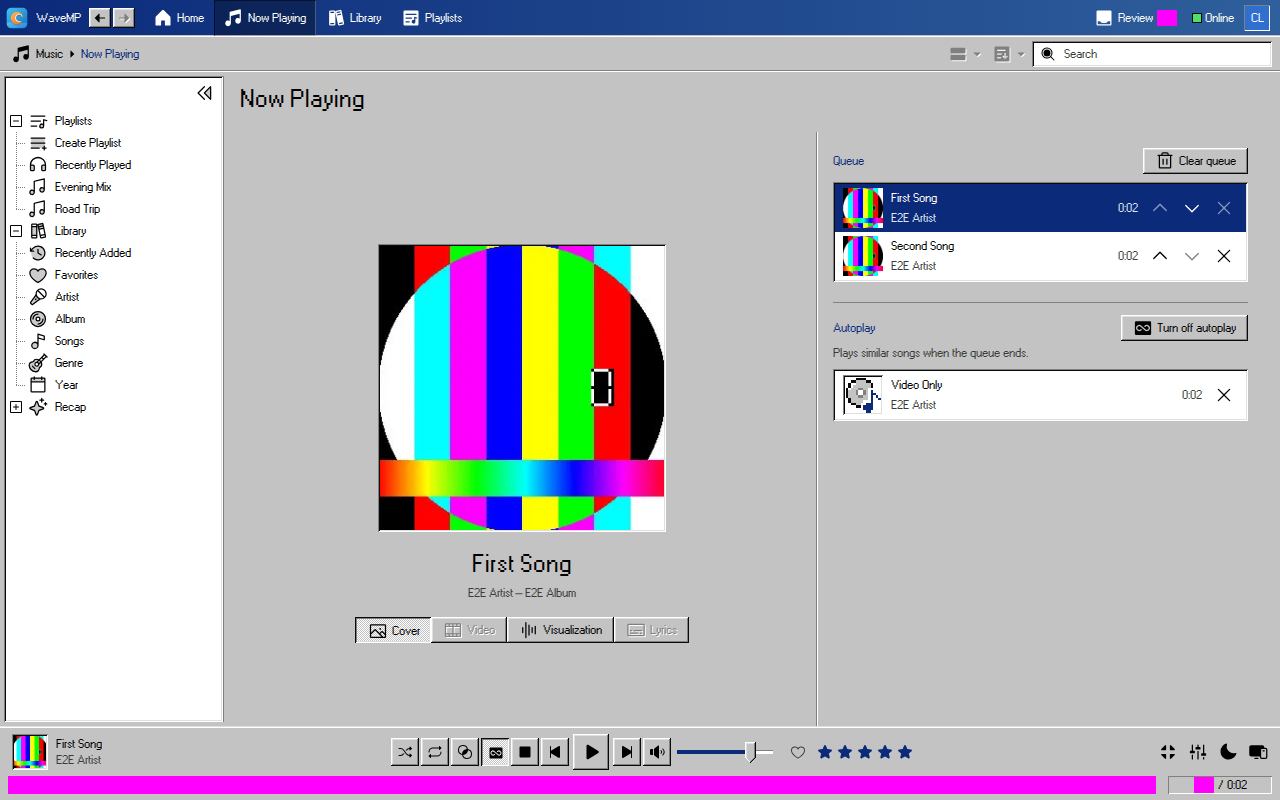 WaveMP
Home
Now Playing
Library
Playlists
Review
Online
CL
Music
Now Playing
Search
Playlists
Create Playlist
Recently Played
Evening Mix
Road Trip
Library
Recently Added
Favorites
Artist
Album
Songs
Genre
Year
Recap
Now Playing
First Song
E2E Artist – E2E Album
Cover
Video
Visualization
Lyrics
Queue
Clear queue
First Song
E2E Artist
0:02
Second Song
E2E Artist
0:02
Autoplay
Turn off autoplay
Plays similar songs when the queue ends.
Video Only
E2E Artist
0:02
First Song
E2E Artist
/ 0:02